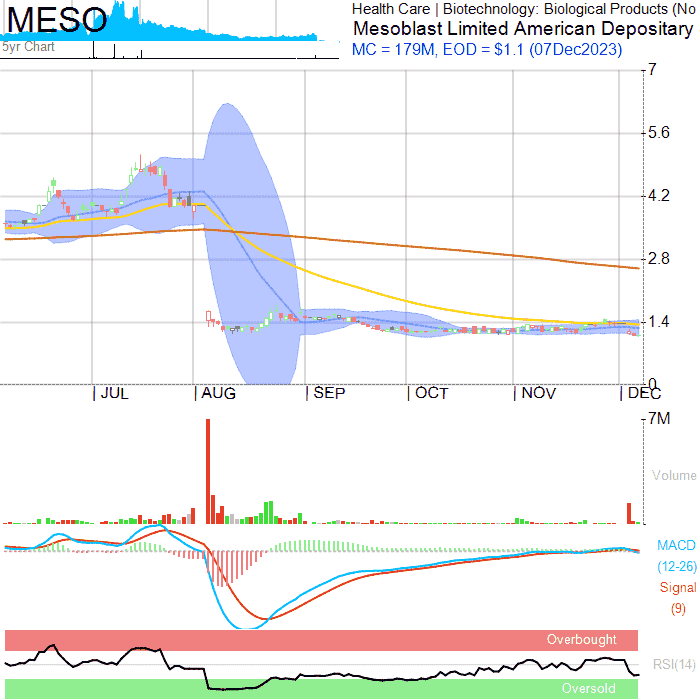 MESO
5yr Chart
Health Care | Biotechnology: Biological Products (No
Mesoblast Limited American Depositary
MC = 179M, EOD = $1.1 (07Dec2023)
7
5.6
4.2
2.8
1.4
0
JUL AUG SEP OCT NOV DEC
7M
Volume
MACD
(12-26)
Signal
(9)
Overbought
RSI(14)
Oversold